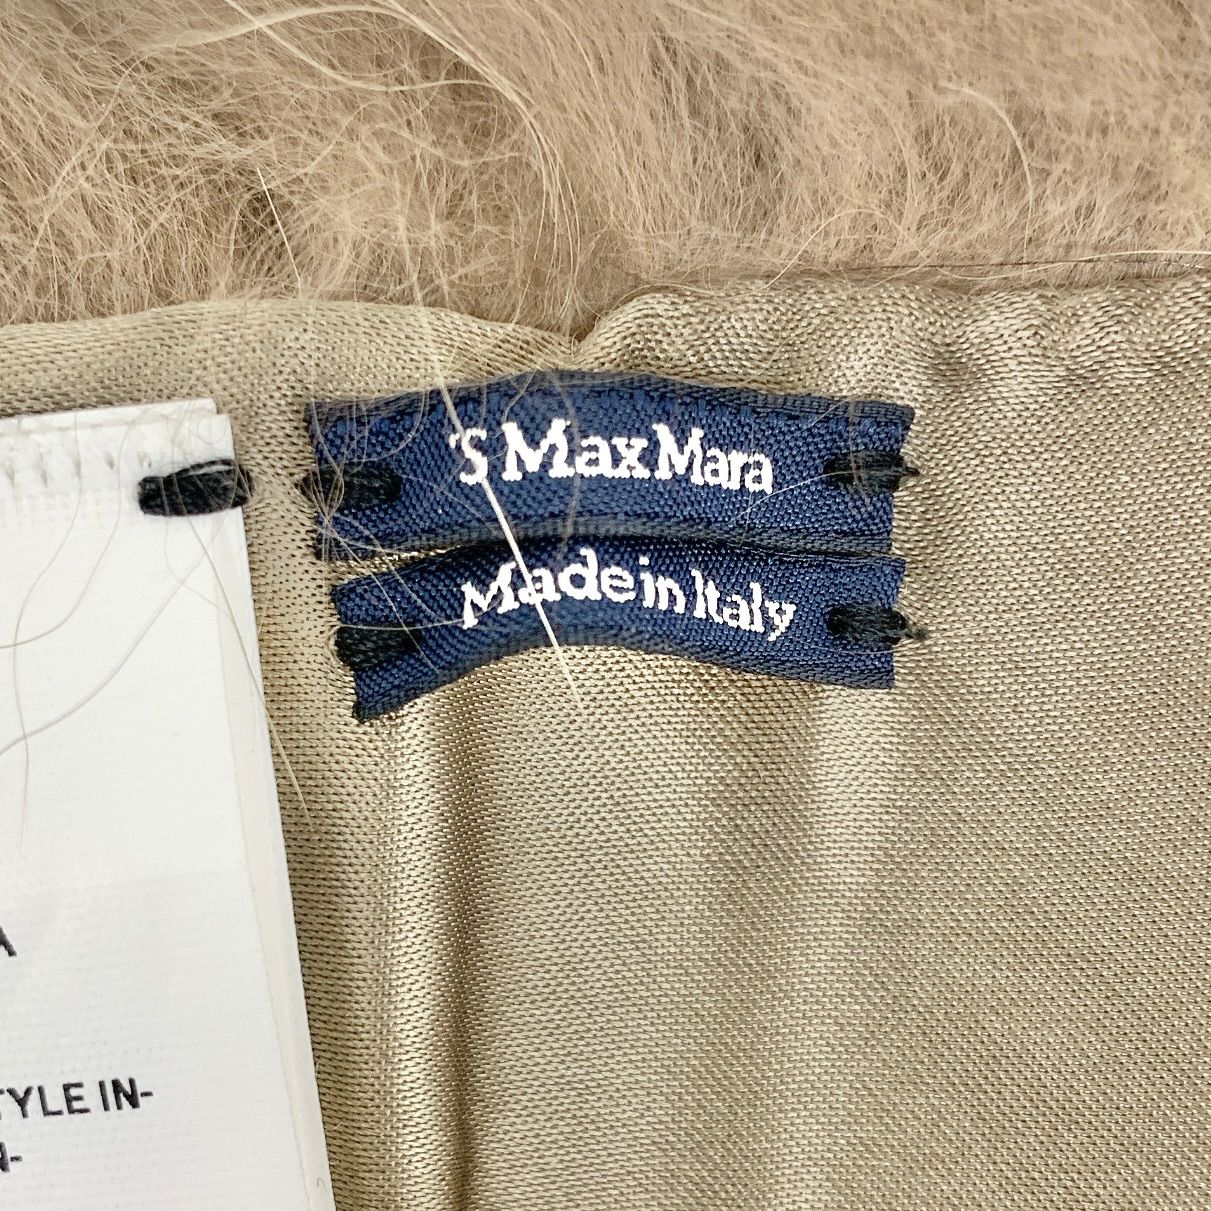 'S MaxMara
Made in Italy
A
TYLE IN-
N-